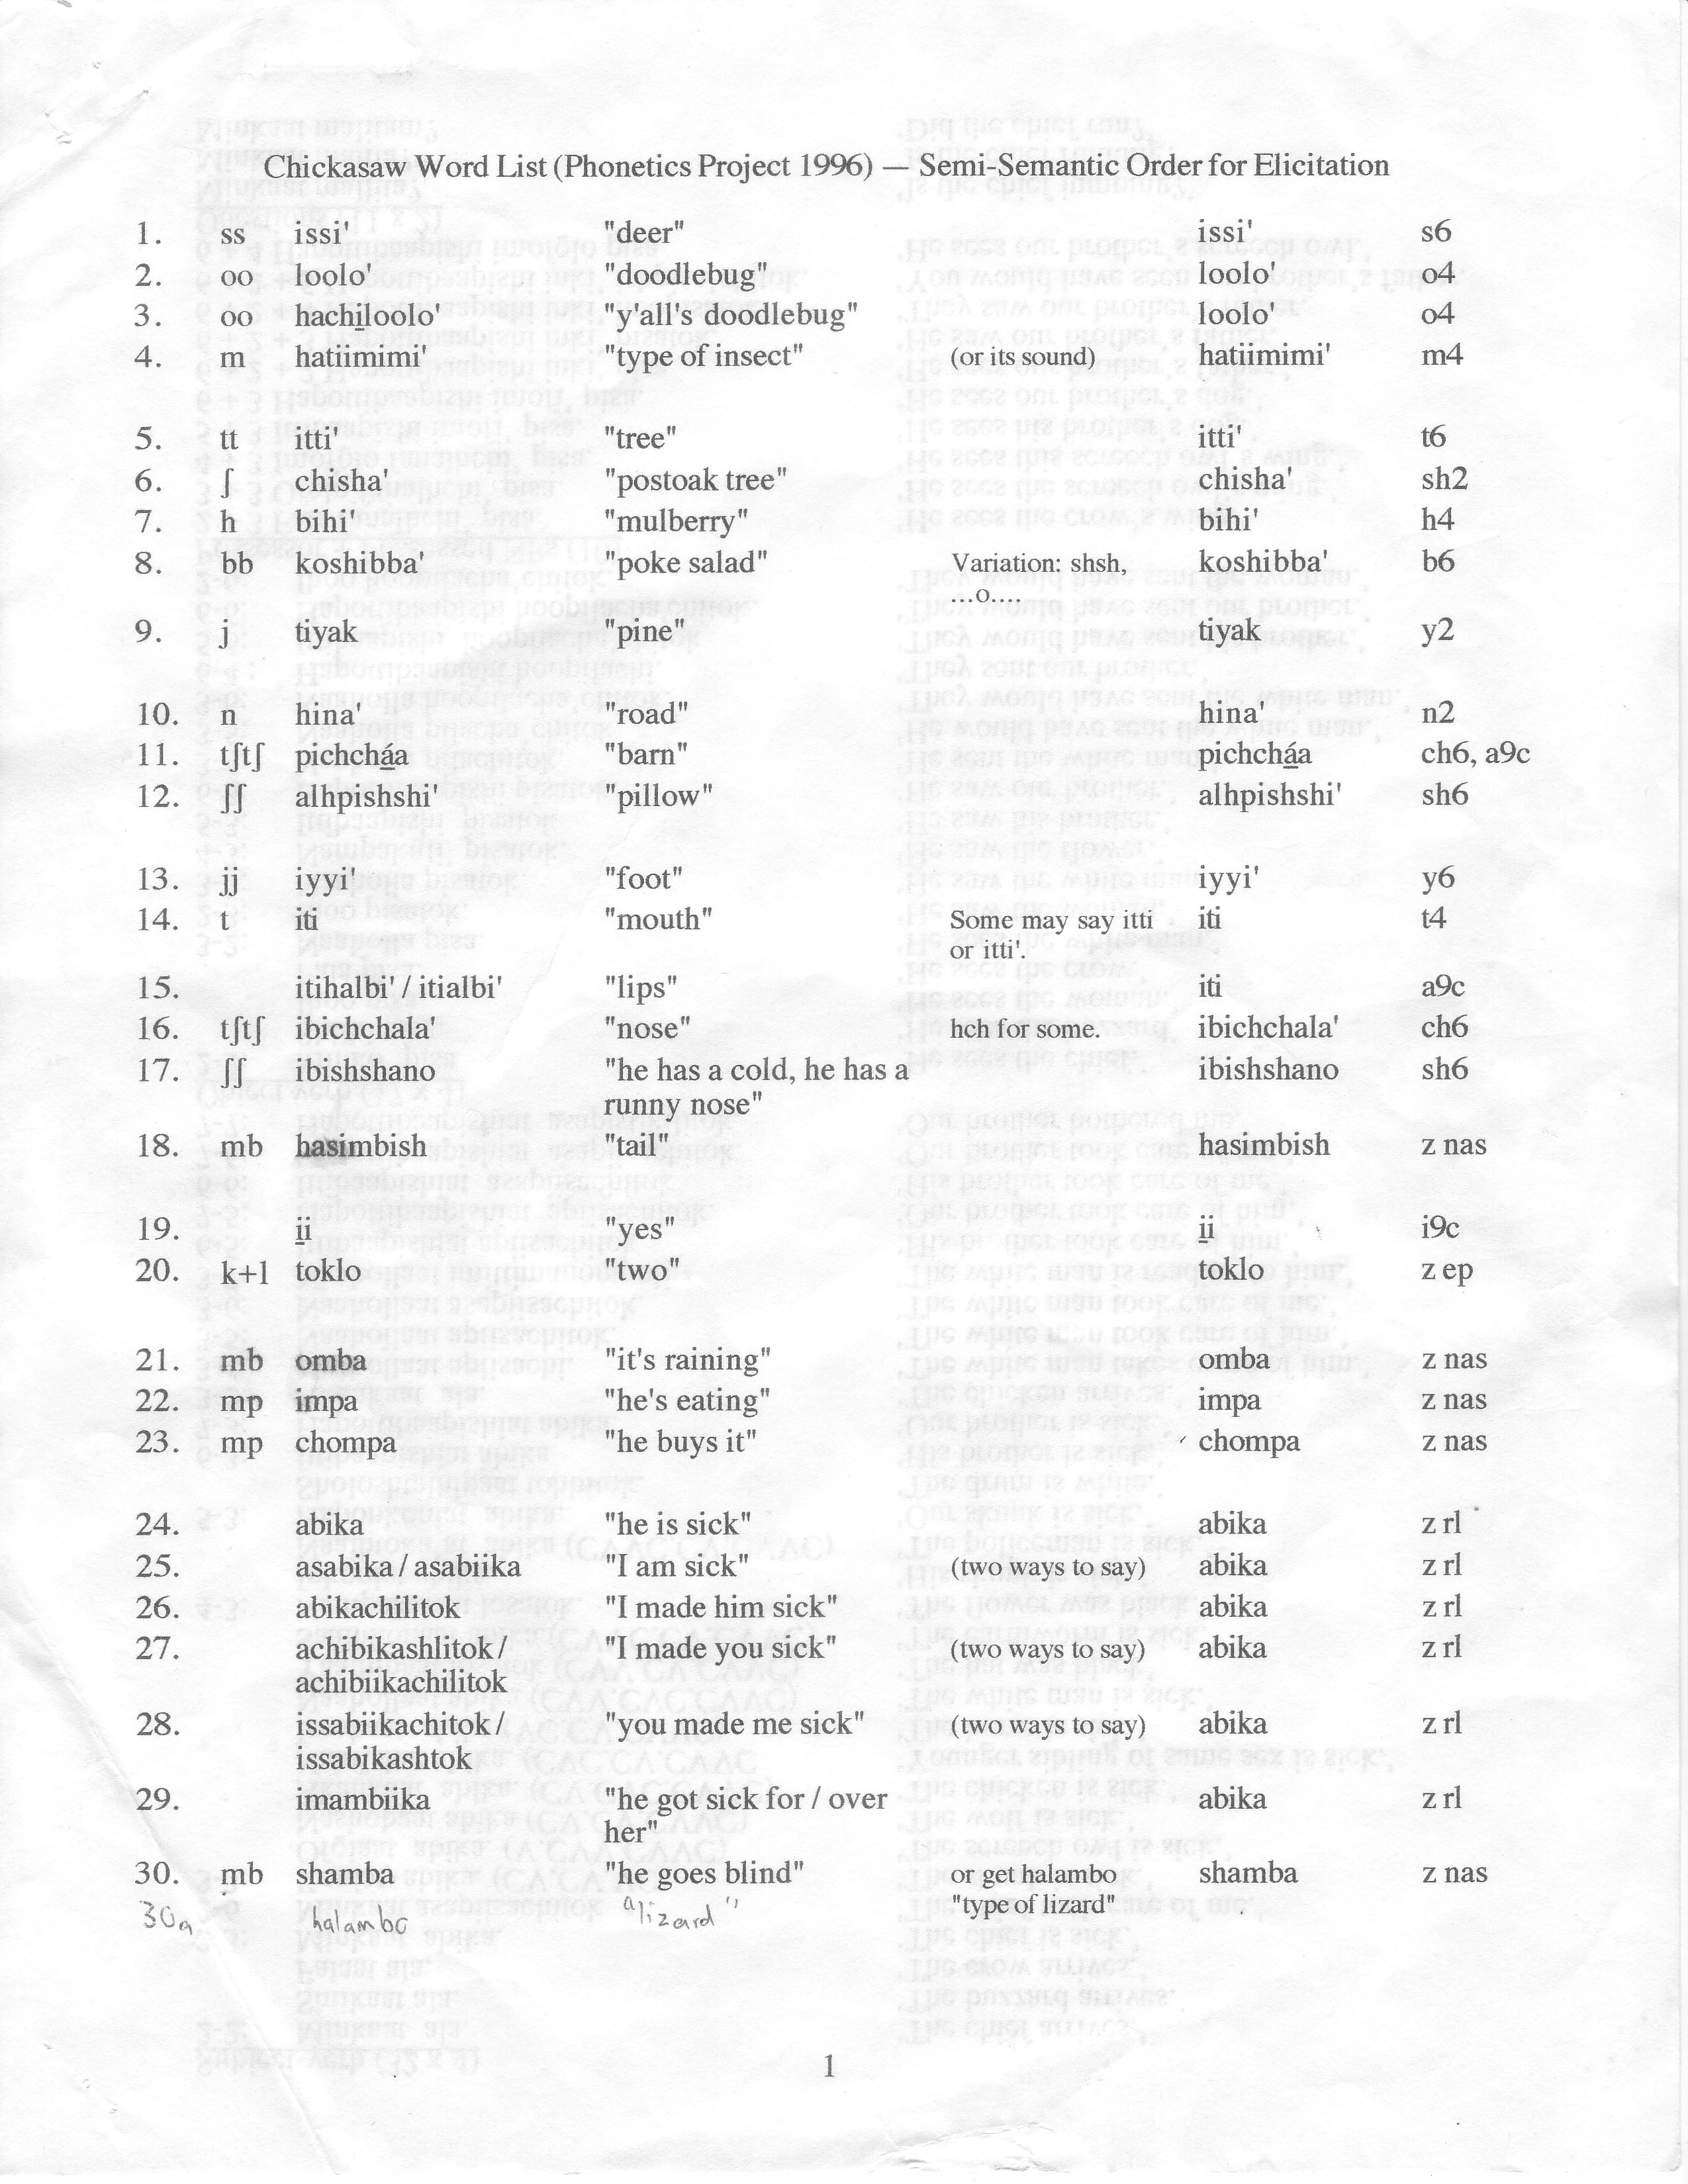 Chickasaw Word List (Phonetics Project 1996) — Semi-Semantic Order for Elicitation
1. ss issi' "deer" issi' s6
2. oo loolo' "doodlebug" loolo' o4
3. oo hachi̲loolo' "y'all's doodlebug" loolo' o4
4. m hatiimimi' "type of insect" (or its sound) hatiimimi' m4
5. tt itti' "tree" itti' t6
6. ʃ chisha' "postoak tree" chisha' sh2
7. h bihi' "mulberry" bihi' h4
8. bb koshibba' "poke salad" Variation: shsh, koshibba' b6
...o....
9. j tiyak "pine" tiyak y2
10. n hina' "road" hina' n2
11. tʃtʃ pichchá̲a "barn" pichchá̲a ch6, a9c
12. ʃʃ alhpishshi' "pillow" alhpishshi' sh6
13. jj iyyi' "foot" iyyi' y6
14. t iti "mouth" Some may say itti iti t4
or itti'.
15. itihalbi' / itialbi' "lips" iti a9c
16. tʃtʃ ibichchala' "nose" hch for some. ibichchala' ch6
17. ʃʃ ibishshano "he has a cold, he has a ibishshano sh6
runny nose"
18. mb hasimbish "tail" hasimbish z nas
19. i̲i "yes" i̲i i9c
20. k+l toklo "two" toklo z ep
21. mb omba "it's raining" omba z nas
22. mp impa "he's eating" impa z nas
23. mp chompa "he buys it" chompa z nas
24. abika "he is sick" abika z rl
25. asabika / asabiika "I am sick" (two ways to say) abika z rl
26. abikachilitok "I made him sick" abika z rl
27. achibikashlitok / "I made you sick" (two ways to say) abika z rl
achibiikachilitok
28. issabiikachitok / "you made me sick" (two ways to say) abika z rl
issabikashtok
29. imambiika "he got sick for / over abika z rl
her"
30. mb shamba "he goes blind" or get halambo shamba z nas
"type of lizard"
30a halambo "lizard"
1